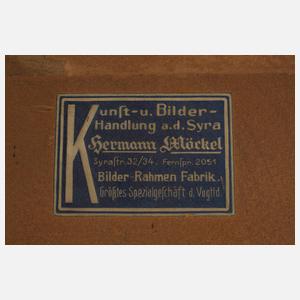 Kunst-u. Bilder-
Handlung a.d. Syra
Hermann Möckel
Syrastr. 32/34. Fernspr. 2051
Bilder-Rahmen Fabrik.
Größtes Spezialgeschäft d. Vogtld.